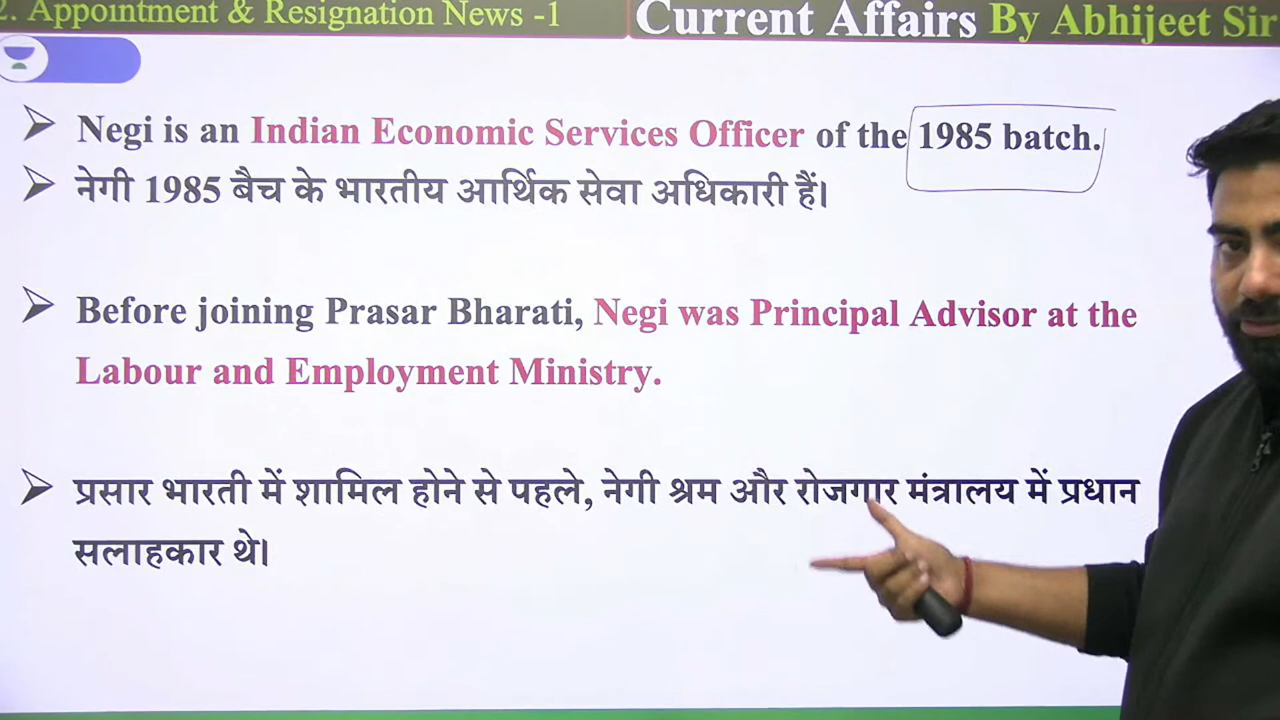 2. Appointment & Resignation News -1
Current Affairs By Abhijeet Sir
Negi is an Indian Economic Services Officer of the 1985 batch.
नेगी 1985 बैच के भारतीय आर्थिक सेवा अधिकारी हैं।
Before joining Prasar Bharati, Negi was Principal Advisor at the
Labour and Employment Ministry.
प्रसार भारती में शामिल होने से पहले, नेगी श्रम और रोजगार मंत्रालय में प्रधान
सलाहकार थे।